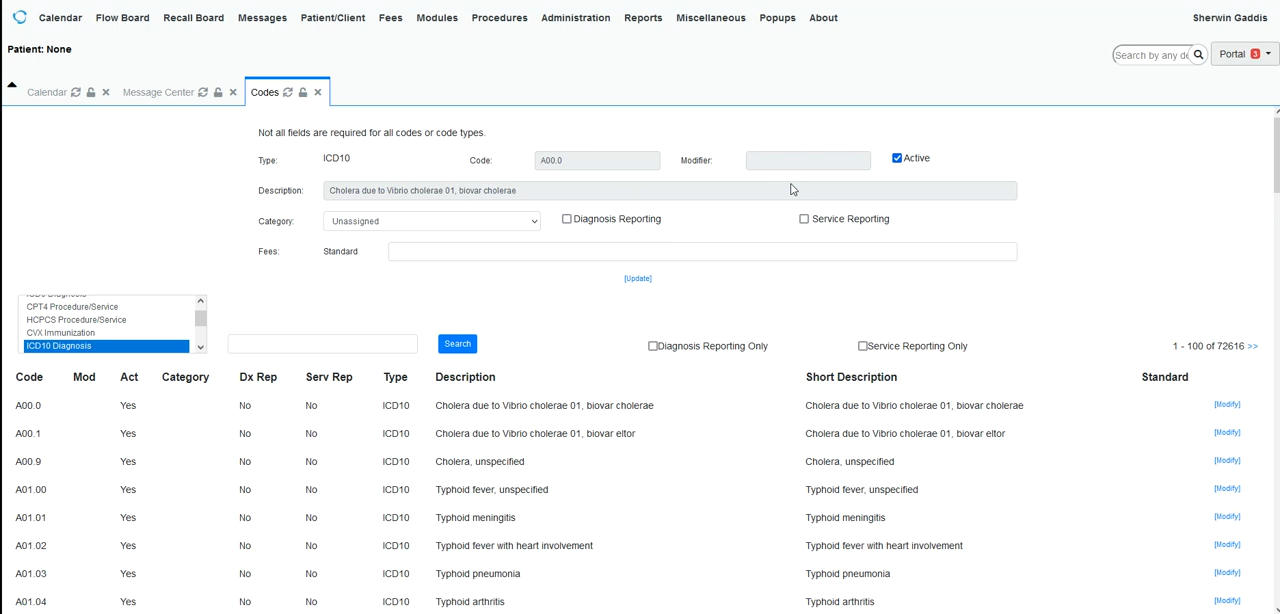 Calendar Flow Board Recall Board Messages Patient/Client Fees Modules Procedures Administration Reports Miscellaneous Popups About Sherwin Gaddis
Patient: None
Search by any de Portal 3
Calendar Message Center Codes
Not all fields are required for all codes or code types.
Type: ICD10 Code: A00.0 Modifier: Active
Description: Cholera due to Vibrio cholerae 01, biovar cholerae
Category: Unassigned Diagnosis Reporting Service Reporting
Fees: Standard
[Update]
CPT4 Procedure/Service
HCPCS Procedure/Service
CVX Immunization
ICD10 Diagnosis Search Diagnosis Reporting Only Service Reporting Only 1 - 100 of 72616 >>
Code Mod Act Category Dx Rep Serv Rep Type Description Short Description Standard
A00.0 Yes No No ICD10 Cholera due to Vibrio cholerae 01, biovar cholerae Cholera due to Vibrio cholerae 01, biovar cholerae [Modify]
A00.1 Yes No No ICD10 Cholera due to Vibrio cholerae 01, biovar eltor Cholera due to Vibrio cholerae 01, biovar eltor [Modify]
A00.9 Yes No No ICD10 Cholera, unspecified Cholera, unspecified [Modify]
A01.00 Yes No No ICD10 Typhoid fever, unspecified Typhoid fever, unspecified [Modify]
A01.01 Yes No No ICD10 Typhoid meningitis Typhoid meningitis [Modify]
A01.02 Yes No No ICD10 Typhoid fever with heart involvement Typhoid fever with heart involvement [Modify]
A01.03 Yes No No ICD10 Typhoid pneumonia Typhoid pneumonia [Modify]
A01.04 Yes No No ICD10 Typhoid arthritis Typhoid arthritis [Modify]